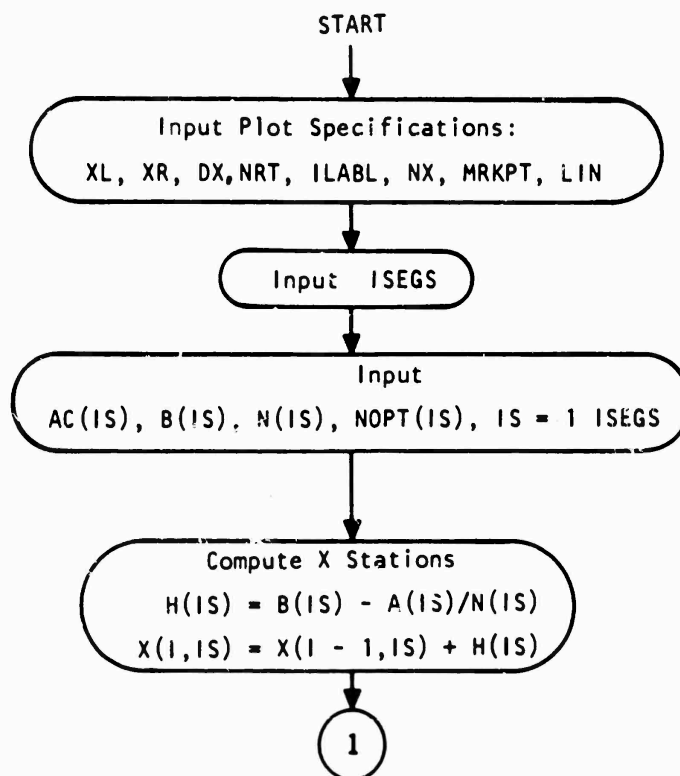 START
Input Plot Specifications:
XL, XR, DX,NRT, ILABL, NX, MRKPT, LIN
Input ISEGS
Input
AC(IS), B(IS). N(IS), NOPT(IS), IS = 1 ISEGS
Compute X Stations
H(IS) = B(IS) - A(IS)/N(IS)
X(I,IS) = X(I - 1,IS) + H(IS)
1